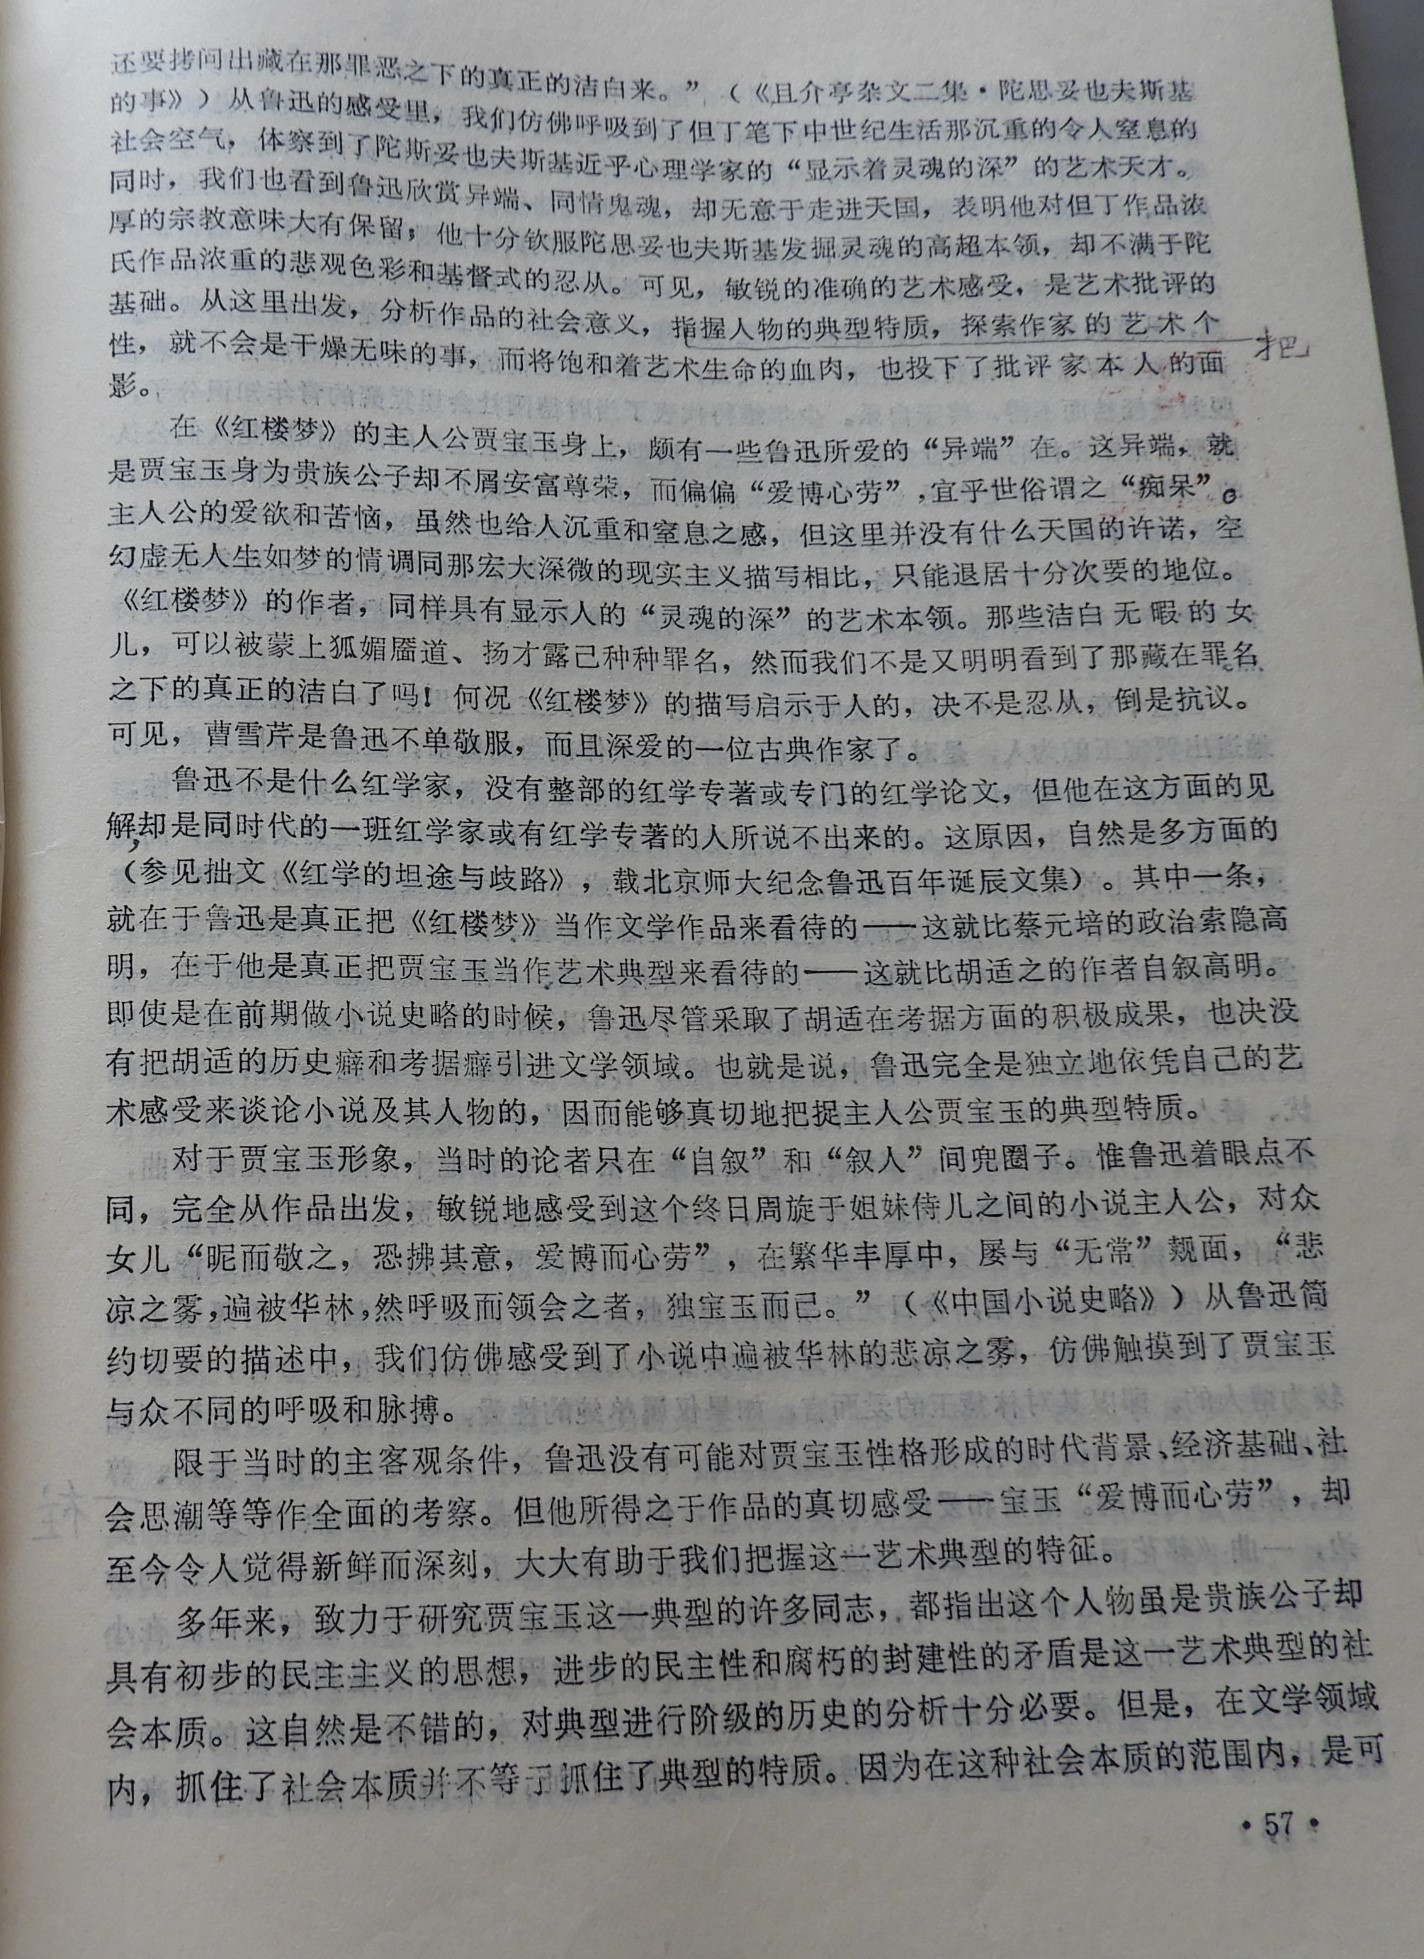 还要拷问出藏在那罪恶之下的真正的洁白来。”（《且介亭杂文二集·陀思妥也夫斯基
的事》）从鲁迅的感受里，我们仿佛呼吸到了但丁笔下中世纪生活那沉重的令人窒息的
社会空气，体察到了陀斯妥也夫斯基近乎心理学家的“显示着灵魂的深”的艺术天才。
同时，我们也看到鲁迅欣赏异端、同情鬼魂，却无意于走进天国，表明他对但丁作品浓
厚的宗教意味大有保留；他十分钦服陀思妥也夫斯基发掘灵魂的高超本领，却不满于陀
氏作品浓重的悲观色彩和基督式的忍从。可见，敏锐的准确的艺术感受，是艺术批评的
基础。从这里出发，分析作品的社会意义，指握人物的典型特质，探索作家的艺术个
性，就不会是干燥无味的事，而将饱和着艺术生命的血肉，也投下了批评家本人的面
把
影。
在《红楼梦》的主人公贾宝玉身上，颇有一些鲁迅所爱的“异端”在。这异端，就
是贾宝玉身为贵族公子却不屑安富尊荣，而偏偏“爱博心劳”，宜乎世俗谓之“痴呆”。
主人公的爱欲和苦恼，虽然也给人沉重和窒息之感，但这里并没有什么天国的许诺，空
幻虚无人生如梦的情调同那宏大深微的现实主义描写相比，只能退居十分次要的地位。
《红楼梦》的作者，同样具有显示人的“灵魂的深”的艺术本领。那些洁白无暇的女
儿，可以被蒙上狐媚靥道、扬才露己种种罪名，然而我们不是又明明看到了那藏在罪名
之下的真正的洁白了吗！何况《红楼梦》的描写启示于人的，决不是忍从，倒是抗议。
可见，曹雪芹是鲁迅不单敬服，而且深爱的一位古典作家了。
鲁迅不是什么红学家，没有整部的红学专著或专门的红学论文，但他在这方面的见
解，却是同时代的一班红学家或有红学专著的人所说不出来的。这原因，自然是多方面的
（参见拙文《红学的坦途与歧路》，载北京师大纪念鲁迅百年诞辰文集）。其中一条，
就在于鲁迅是真正把《红楼梦》当作文学作品来看待的——这就比蔡元培的政治索隐高
明，在于他是真正把贾宝玉当作艺术典型来看待的——这就比胡适之的作者自叙高明。
即使是在前期做小说史略的时候，鲁迅尽管采取了胡适在考据方面的积极成果，也决没
有把胡适的历史癖和考据癖引进文学领域。也就是说，鲁迅完全是独立地依凭自己的艺
术感受来谈论小说及其人物的，因而能够真切地把捉主人公贾宝玉的典型特质。
对于贾宝玉形象，当时的论者只在“自叙”和“叙人”间兜圈子。惟鲁迅着眼点不
同，完全从作品出发，敏锐地感受到这个终日周旋于姐妹侍儿之间的小说主人公，对众
女儿“昵而敬之，恐拂其意，爱博而心劳”，在繁华丰厚中，屡与“无常”觌面，“悲
凉之雾，遍被华林，然呼吸而领会之者，独宝玉而已。”（《中国小说史略》）从鲁迅简
约切要的描述中，我们仿佛感受到了小说中遍被华林的悲凉之雾，仿佛触摸到了贾宝玉
与众不同的呼吸和脉搏。
限于当时的主客观条件，鲁迅没有可能对贾宝玉性格形成的时代背景、经济基础、社
会思潮等等作全面的考察。但他所得之于作品的真切感受——宝玉“爱博而心劳”，却
至今令人觉得新鲜而深刻，大大有助于我们把握这一艺术典型的特征。
多年来，致力于研究贾宝玉这一典型的许多同志，都指出这个人物虽是贵族公子却
具有初步的民主主义的思想，进步的民主性和腐朽的封建性的矛盾是这一艺术典型的社
会本质。这自然是不错的，对典型进行阶级的历史的分析十分必要。但是，在文学领域
内，抓住了社会本质并不等于抓住了典型的特质。因为在这种社会本质的范围内，是可
·57·